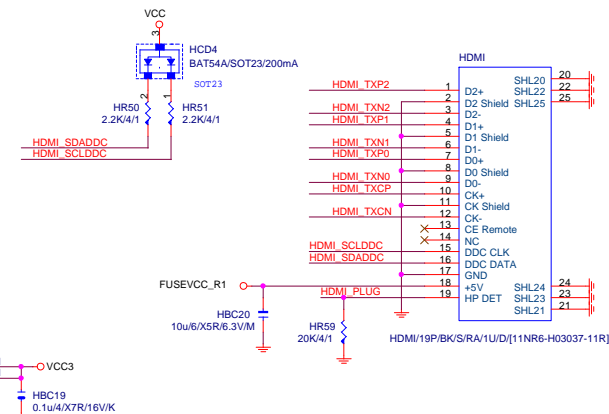 VCC
3
HCD4
BAT54A/SOT23/200mA
SOT23
2
1
HR50
2.2K/4/1
HR51
2.2K/4/1
HDMI_SDADDC
HDMI_SCLDDC
HDMI
HDMI_TXP2
1
D2+
2
D2 Shield
HDMI_TXN2
3
D2-
HDMI_TXP1
4
D1+
5
D1 Shield
HDMI_TXN1
6
D1-
HDMI_TXP0
7
D0+
8
D0 Shield
HDMI_TXN0
9
D0-
HDMI_TXCP
10
CK+
11
CK Shield
HDMI_TXCN
12
CK-
13
CE Remote
14
NC
HDMI_SCLDDC
15
DDC CLK
HDMI_SDADDC
16
DDC DATA
17
GND
FUSEVCC_R1
18
+5V
HDMI_PLUG
19
HP DET
SHL20
20
SHL22
22
SHL25
25
SHL24
24
SHL23
23
SHL21
21
HBC20
10u/6/X5R/6.3V/M
HR59
20K/4/1
HDMI/19P/BK/S/RA/1U/D/[11NR6-H03037-11R]
VCC3
HBC19
0.1u/4/X7R/16V/K